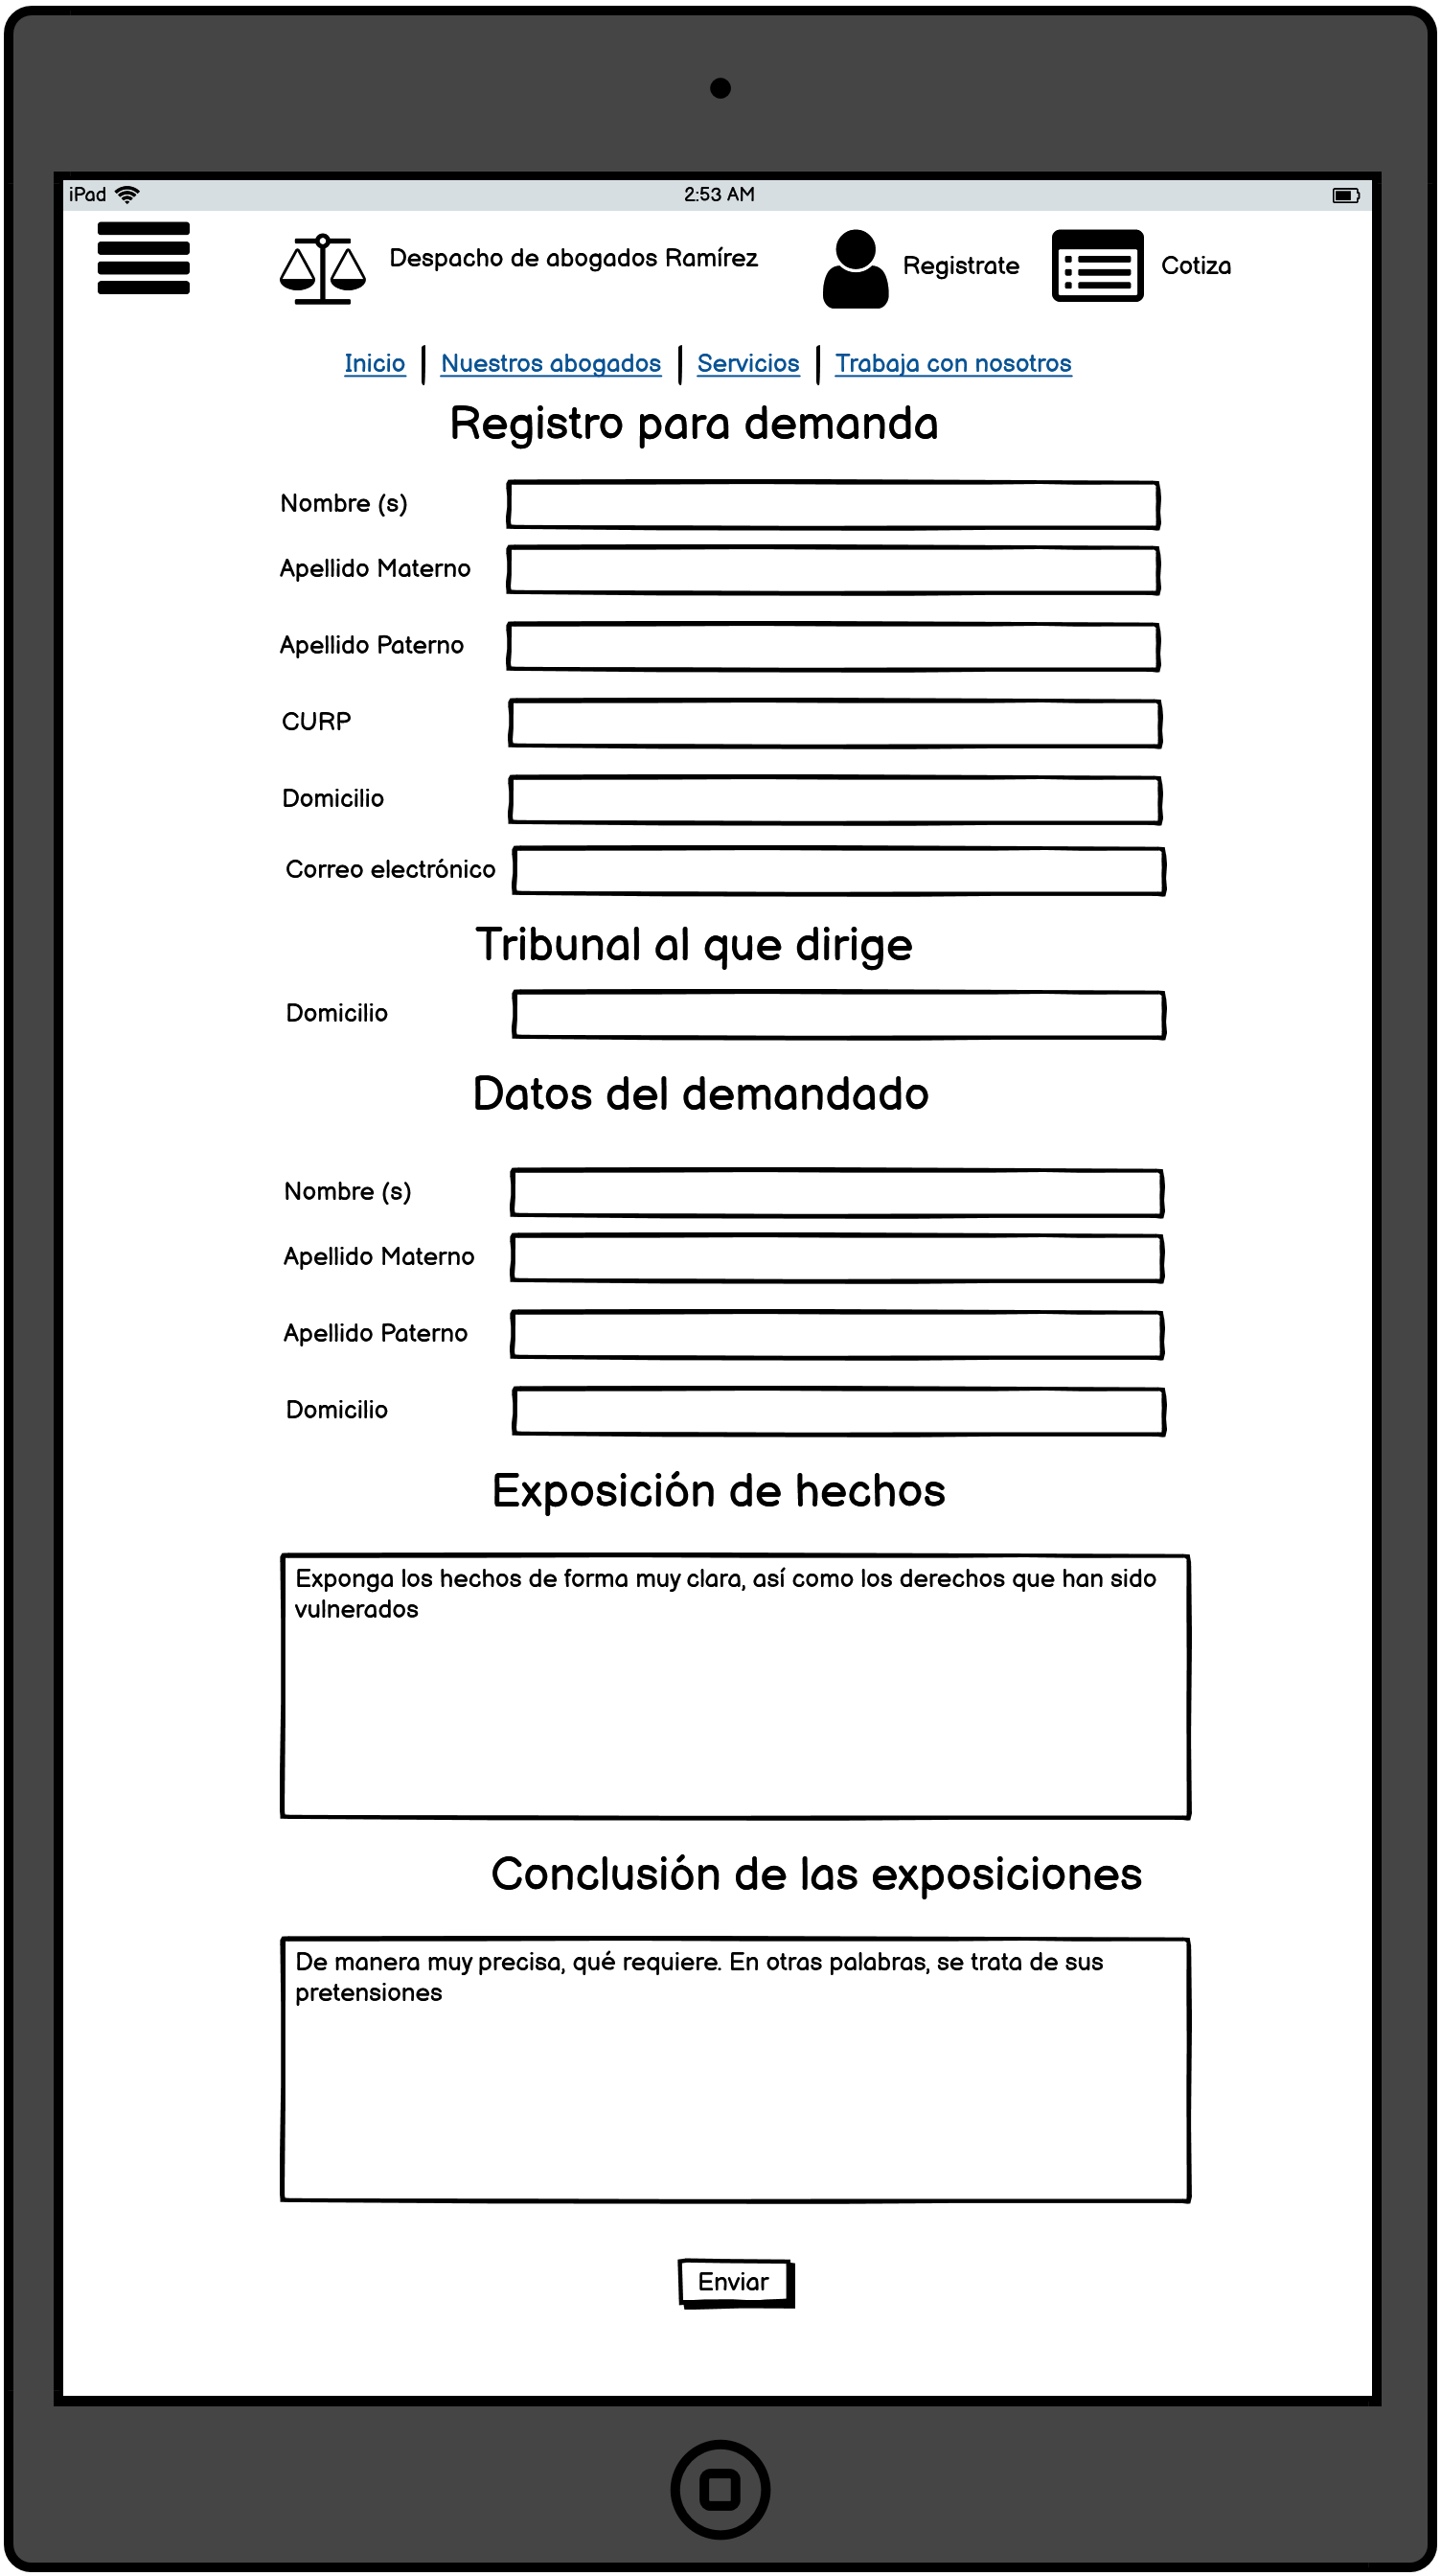 iPad
2:53 AM
Despacho de abogados Ramírez
Registrate
Cotiza
Inicio
Nuestros abogados
Servicios
Trabaja con nosotros
Registro para demanda
Nombre (s)
Apellido Materno
Apellido Paterno
CURP
Domicilio
Correo electrónico
Tribunal al que dirige
Domicilio
Datos del demandado
Nombre (s)
Apellido Materno
Apellido Paterno
Domicilio
Exposición de hechos
Exponga los hechos de forma muy clara, así como los derechos que han sido
vulnerados
Conclusión de las exposiciones
De manera muy precisa, qué requiere. En otras palabras, se trata de sus
pretensiones
Enviar